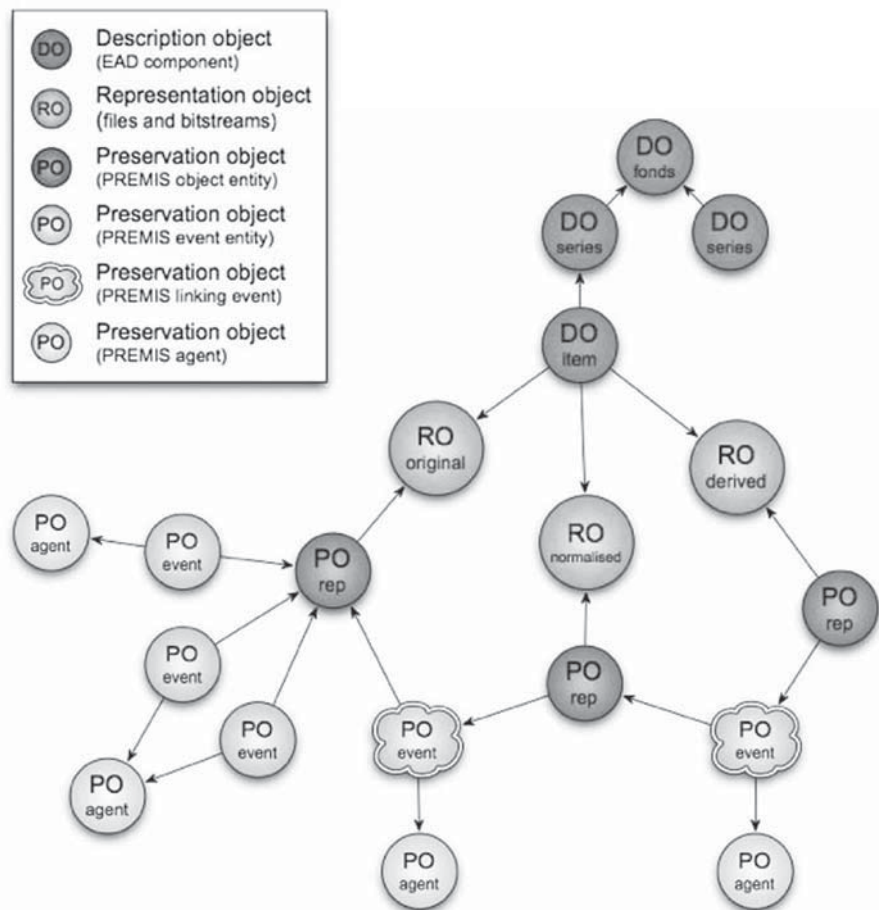 DO
Description object
(EAD component)
RO
Representation object
(files and bitstreams)
PO
Preservation object
(PREMIS object entity)
PO
Preservation object
(PREMIS event entity)
PO
Preservation object
(PREMIS linking event)
PO
Preservation object
(PREMIS agent)
DO
fonds
DO
series
DO
series
DO
item
RO
original
RO
derived
RO
normalised
PO
agent
PO
event
PO
rep
PO
rep
PO
event
PO
rep
PO
event
PO
event
PO
event
PO
agent
PO
agent
PO
agent